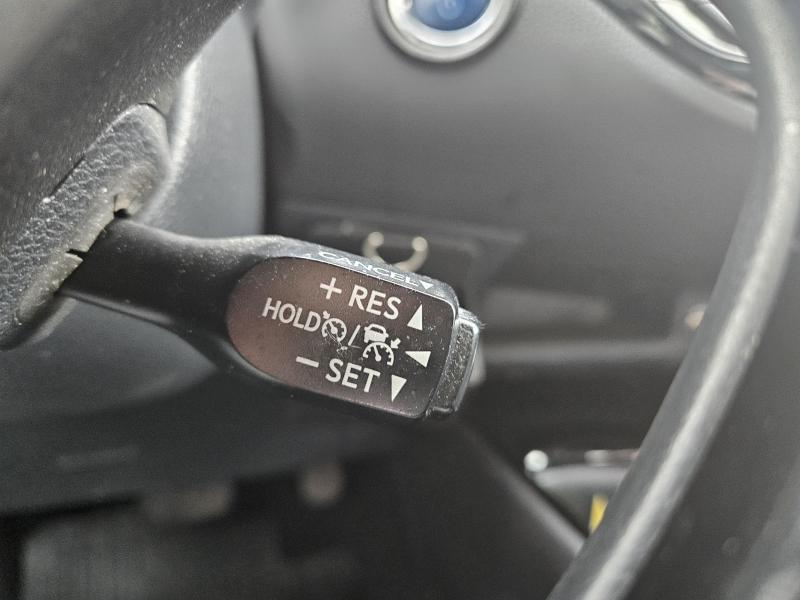 CANCEL
+ RES
HOLD /
- SET